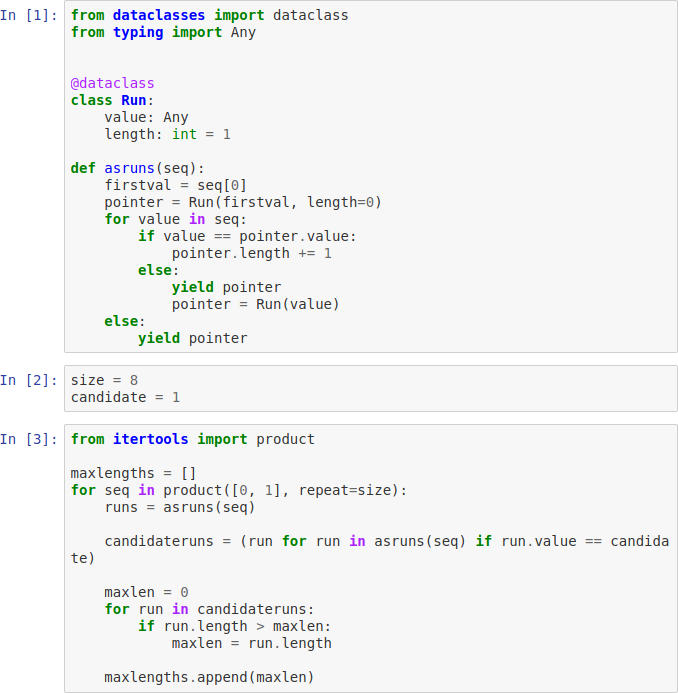 In [1]: from dataclasses import dataclass
from typing import Any
@dataclass
class Run:
    value: Any
    length: int = 1
def asruns(seq):
    firstval = seq[0]
    pointer = Run(firstval, length=0)
    for value in seq:
        if value == pointer.value:
            pointer.length += 1
        else:
            yield pointer
            pointer = Run(value)
    else:
        yield pointer
In [2]: size = 8
candidate = 1
In [3]: from itertools import product
maxlengths = []
for seq in product([0, 1], repeat=size):
    runs = asruns(seq)
    candidateruns = (run for run in asruns(seq) if run.value == candida
te)
    maxlen = 0
    for run in candidateruns:
        if run.length > maxlen:
            maxlen = run.length
    maxlengths.append(maxlen)